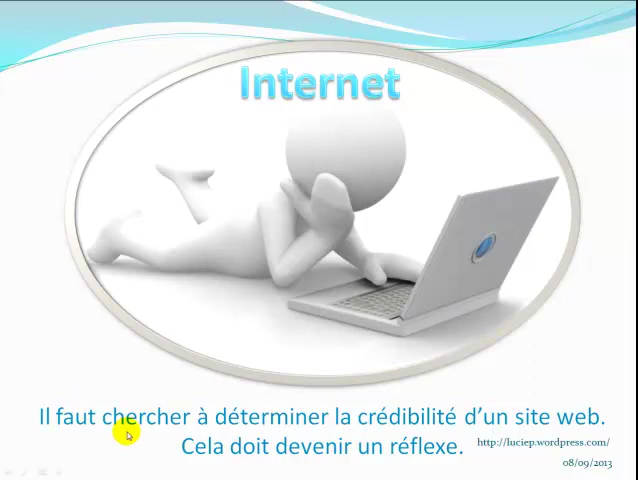 Internet
Il faut chercher à déterminer la crédibilité d'un site web.
Cela doit devenir un réflexe.
http://luciep.wordpress.com/
08/09/2013